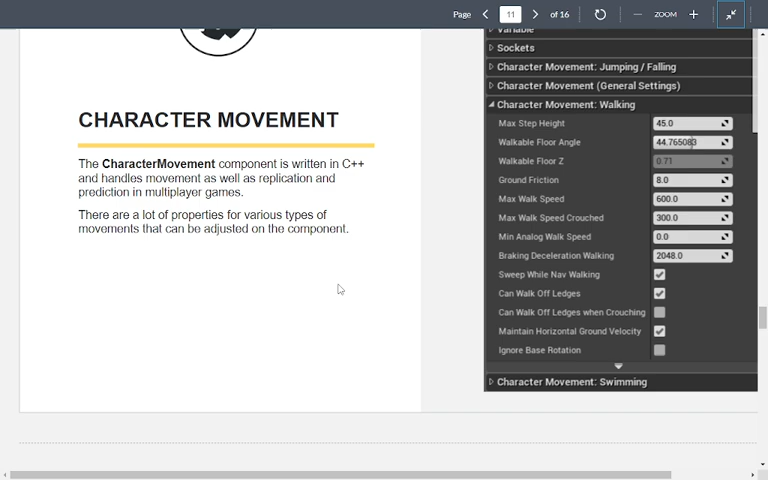 Page 11 of 16 ZOOM
CHARACTER MOVEMENT
The CharacterMovement component is written in C++
and handles movement as well as replication and
prediction in multiplayer games.
There are a lot of properties for various types of
movements that can be adjusted on the component.
Variable
Sockets
Character Movement: Jumping / Falling
Character Movement (General Settings)
Character Movement: Walking
Max Step Height 45.0
Walkable Floor Angle 44.765083
Walkable Floor Z 0.71
Ground Friction 8.0
Max Walk Speed 600.0
Max Walk Speed Crouched 300.0
Min Analog Walk Speed 0.0
Braking Deceleration Walking 2048.0
Sweep While Nav Walking
Can Walk Off Ledges
Can Walk Off Ledges when Crouching
Maintain Horizontal Ground Velocity
Ignore Base Rotation
Character Movement: Swimming